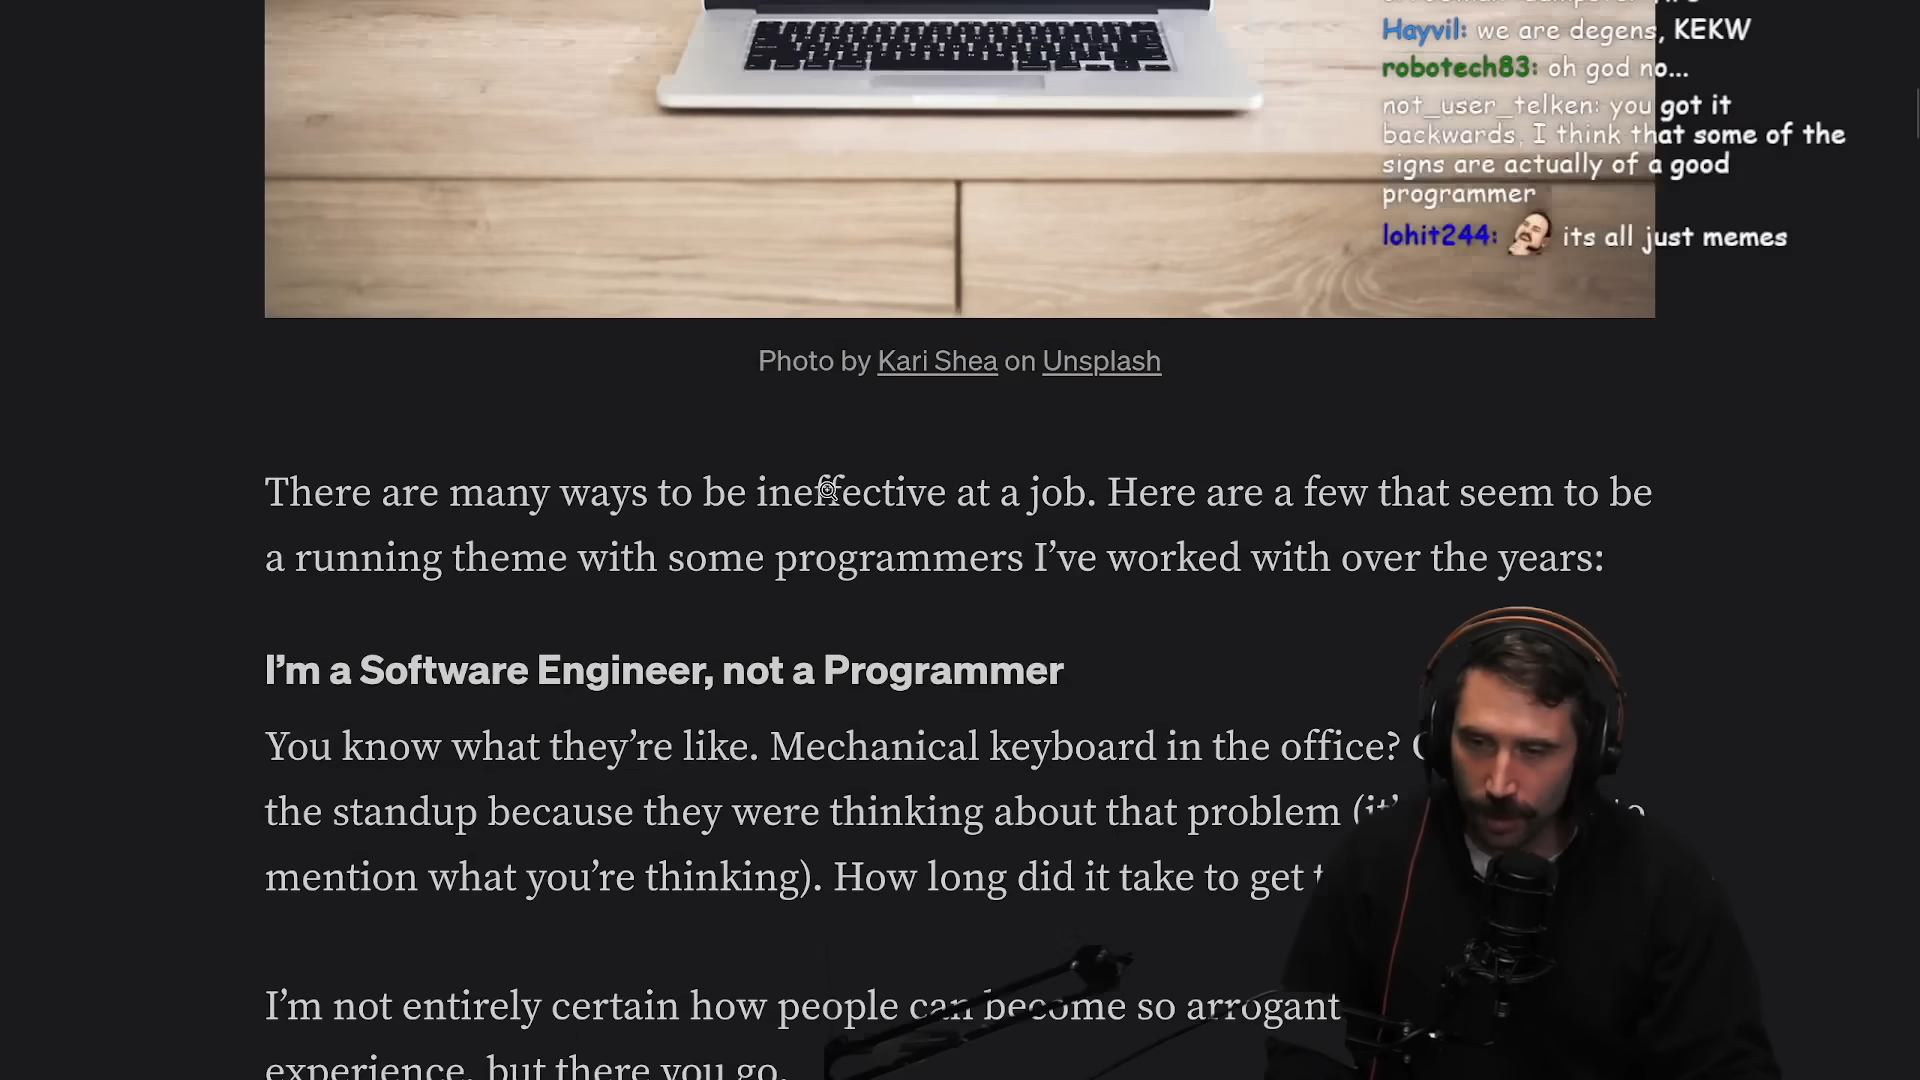 Hayvil: we are degens, KEKW
robotech83: oh god no...
not_user_telken: you got it
backwards, I think that some of the
signs are actually of a good
programmer
lohit244: its all just memes
Photo by Kari Shea on Unsplash
There are many ways to be ineffective at a job. Here are a few that seem to be
a running theme with some programmers I’ve worked with over the years:
I’m a Software Engineer, not a Programmer
You know what they’re like. Mechanical keyboard in the office?
the standup because they were thinking about that problem
mention what you’re thinking). How long did it take to get
I’m not entirely certain how people can become so arrogant
experience, but there you go.